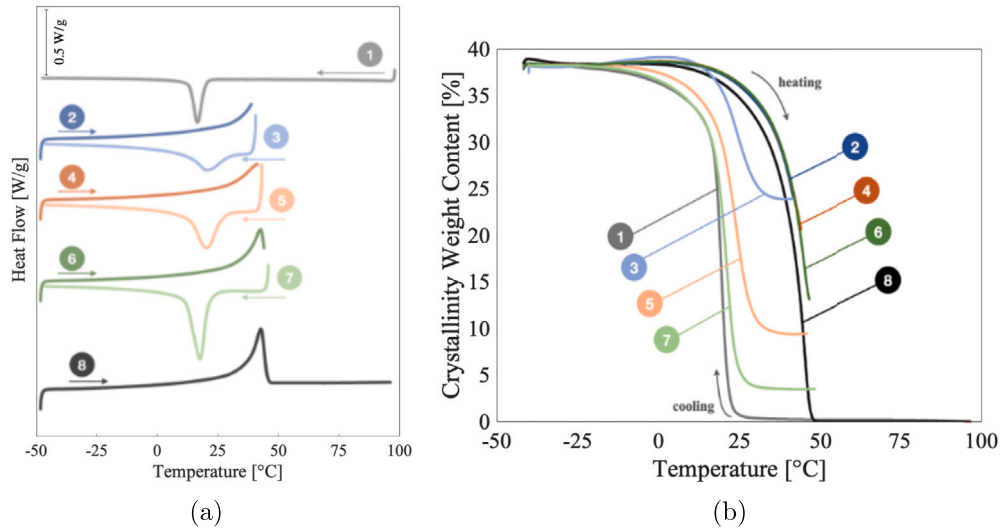 0.5 W/g
1
2
3
4
5
6
7
8
Heat Flow [W/g]
-50 -25 0 25 50 75 100
Temperature [°C]
(a)
Crystallinity Weight Content [%]
40
35
30
25
20
15
10
5
0
heating
2
4
1
6
3
8
5
7
cooling
-50 -25 0 25 50 75 100
Temperature [°C]
(b)